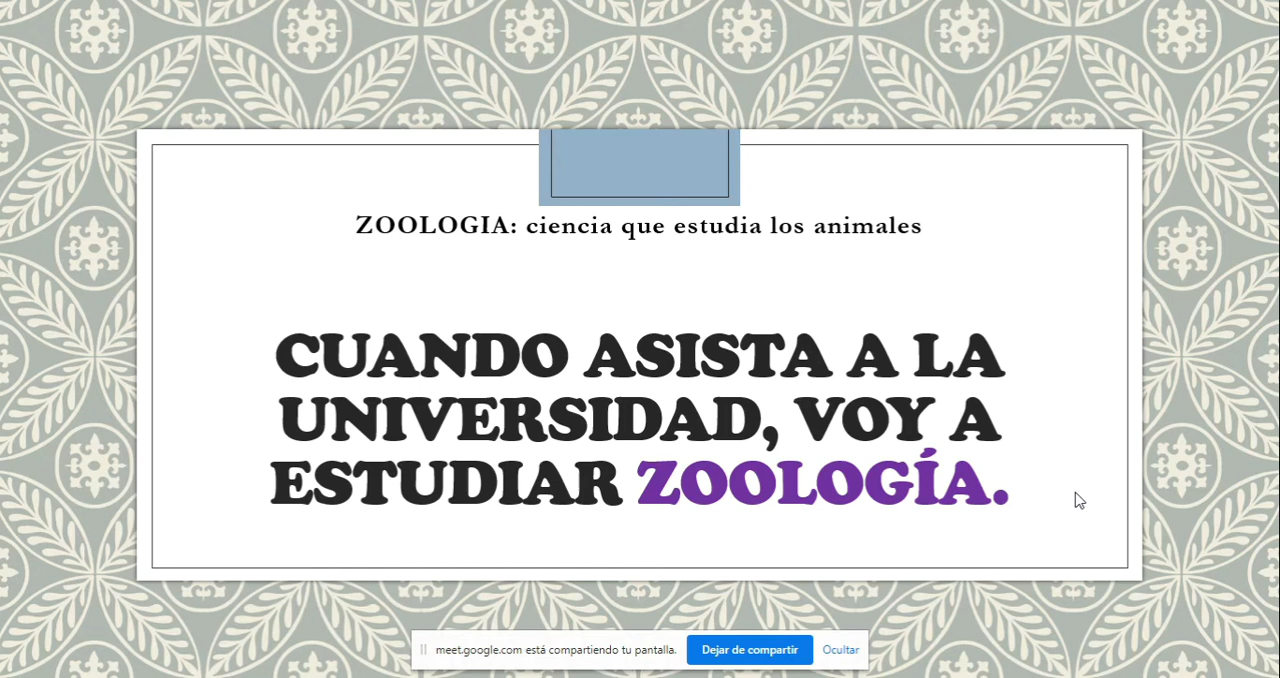 ZOOLOGIA: ciencia que estudia los animales
CUANDO ASISTA A LA
UNIVERSIDAD, VOY A
ESTUDIAR ZOOLOGÍA.
meet.google.com está compartiendo tu pantalla. Dejar de compartir Ocultar